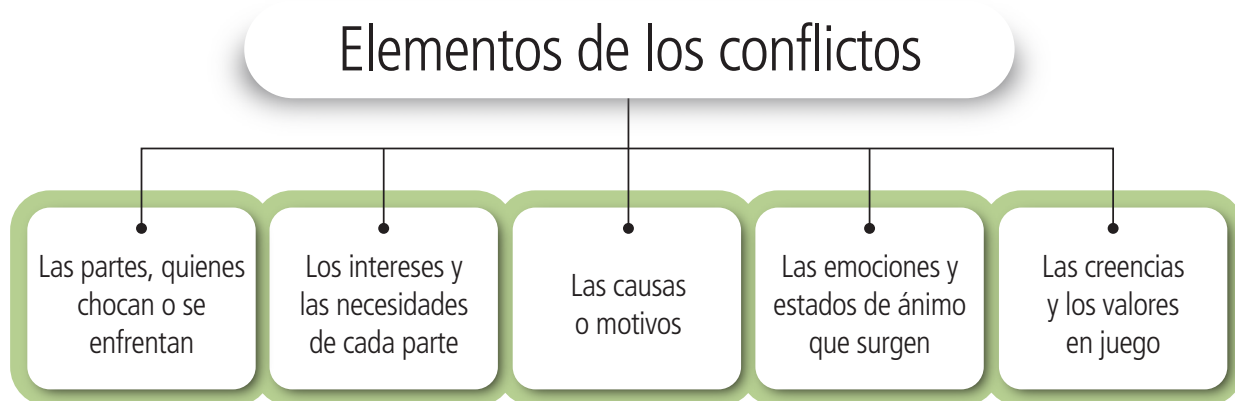 Elementos de los conflictos
Las partes, quienes
chocan o se
enfrentan
Los intereses y
las necesidades
de cada parte
Las causas
o motivos
Las emociones y
estados de ánimo
que surgen
Las creencias
y los valores
en juego